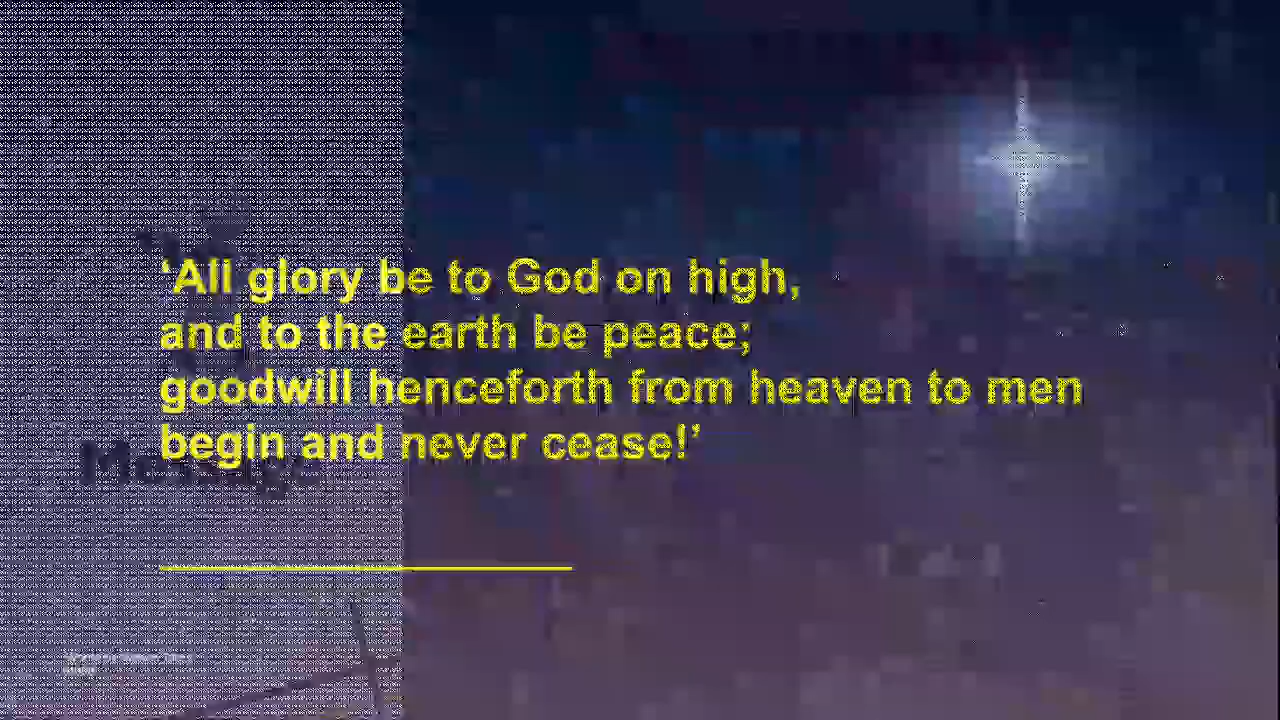 ‘All glory be to God on high,
and to the earth be peace;
goodwill henceforth from heaven to men
begin and never cease!’